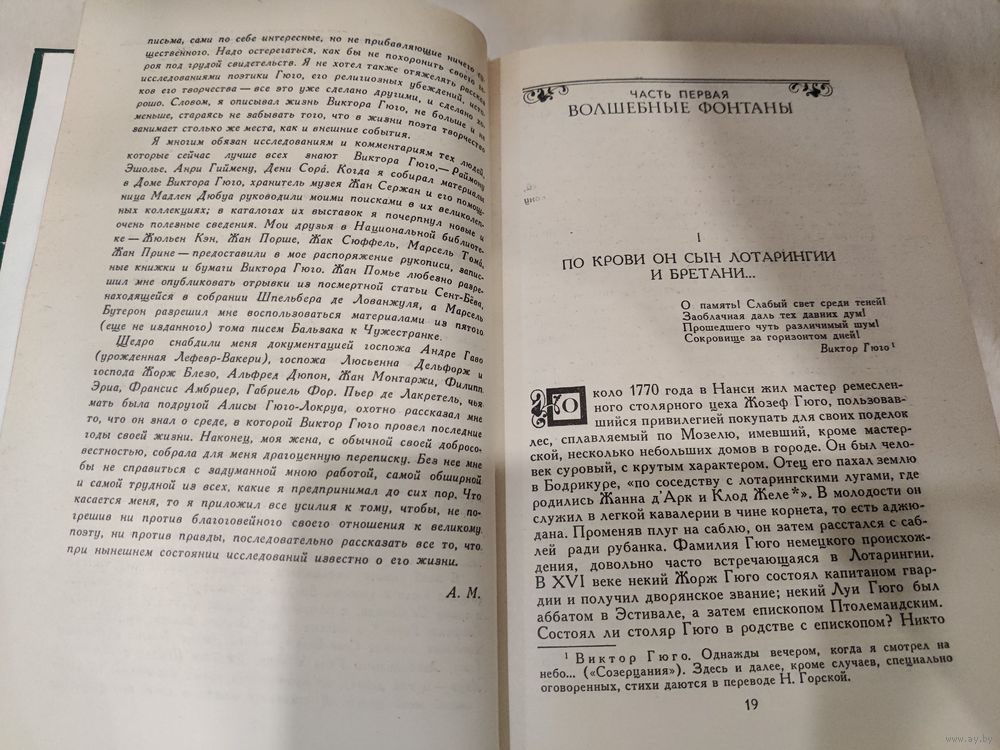 письма, сами по себе интересные, но не прибавляющие ничего су-
щественного. Надо остерегаться, как бы не похоронить своего ге-
роя под грудой свидетельств. Я не хотел также отяжелять рассказ
исследованиями поэтики Гюго, его религиозных убеждений, исто-
ков его творчества — все это уже сделано другими, и сделано хо-
рошо. Словом, я описывал жизнь Виктора Гюго, не больше и не
меньше, стараясь не забывать того, что в жизни поэта творчество
занимает столько же места, как и внешние события.
Я многим обязан исследованиям и комментариям тех людей,
которые сейчас лучше всех знают Виктора Гюго,— Раймону
Эшолье, Анри Гиймену, Дени Сора́. Когда я собирал материалы
в Доме Виктора Гюго, хранитель музея Жан Сержан и его помощ-
ница Мадлен Дюбуа руководили моими поисками в их великолеп-
ных коллекциях; в каталогах их выставок я почерпнул новые и
очень полезные сведения. Мои друзья в Национальной библиоте-
ке — Жюльен Кэн, Жан Порше, Жак Сюффель, Марсель Тома́,
Жан Прине — предоставили в мое распоряжение рукописи, запис-
ные книжки и бумаги Виктора Гюго. Жан Помье любезно разре-
шил мне опубликовать отрывки из посмертной статьи Сент-Бёва,
находящейся в собрании Шпельбера де Лованжуля, а Марсель
Бутерон разрешил мне воспользоваться материалами из пятого
(еще не изданного) тома писем Бальзака к Чужестранке.
Щедро снабдили меня документацией госпожа Андре Гаво
(урожденная Лефевр-Вакери), госпожа Люсьенна Дельфорж и
господа Жорж Блезо, Альфред Дюпон, Жан Монтаржи, Филипп
Эриа, Франсис Амбриер, Габриель Фор. Пьер де Лакретель, чья
мать была подругой Алисы Гюго-Локруа, охотно рассказал мне
то, что он знал о среде, в которой Виктор Гюго провел последние
годы своей жизни. Наконец, моя жена, с обычной своей добросо-
вестностью, собрала для меня драгоценную переписку. Без нее мне
бы не справиться с задуманной мною работой, самой обширной
и самой трудной из всех, какие я предпринимал до сих пор. Что
касается меня, то я приложил все усилия к тому, чтобы, не по-
грешив ни против благоговейного своего отношения к великому
поэту, ни против правды, последовательно рассказать все то, что
при нынешнем состоянии исследований известно о его жизни.
А. М.
ЧАСТЬ ПЕРВАЯ
ВОЛШЕБНЫЕ ФОНТАНЫ
I
ПО КРОВИ ОН СЫН ЛОТАРИНГИИ
И БРЕТАНИ...
О память! Слабый свет среди теней!
Заоблачная даль тех давних дум!
Прошедшего чуть различимый шум!
Сокровище за горизонтом дней!
Виктор Гюго¹
Около 1770 года в Нанси жил мастер ремеслен-
ного столярного цеха Жозеф Гюго, пользовав-
шийся привилегией покупать для своих поделок
лес, сплавляемый по Мозелю, имевший, кроме мастер-
ской, несколько небольших домов в городе. Он был чело-
век суровый, с крутым характером. Отец его пахал землю
в Бодрикуре, «по соседству с лотарингскими лугами, где
родились Жанна д'Арк и Клод Желе*». В молодости он
служил в легкой кавалерии в чине корнета, то есть аджю-
дана. Променяв плуг на саблю, он затем расстался с саб-
лей ради рубанка. Фамилия Гюго немецкого происхож-
дения, довольно часто встречающаяся в Лотарингии.
В XVI веке некий Жорж Гюго состоял капитаном гвар-
дии и получил дворянское звание; некий Луи Гюго был
аббатом в Эстивале, а затем епископом Птолемаидским.
Состоял ли столяр Гюго в родстве с епископом? Никто
¹ Виктор Гюго. Однажды вечером, когда я смотрел на
небо... («Созерцания»). Здесь и далее, кроме случаев, специально
оговоренных, стихи даются в переводе Н. Горской.
19
www.ay.by